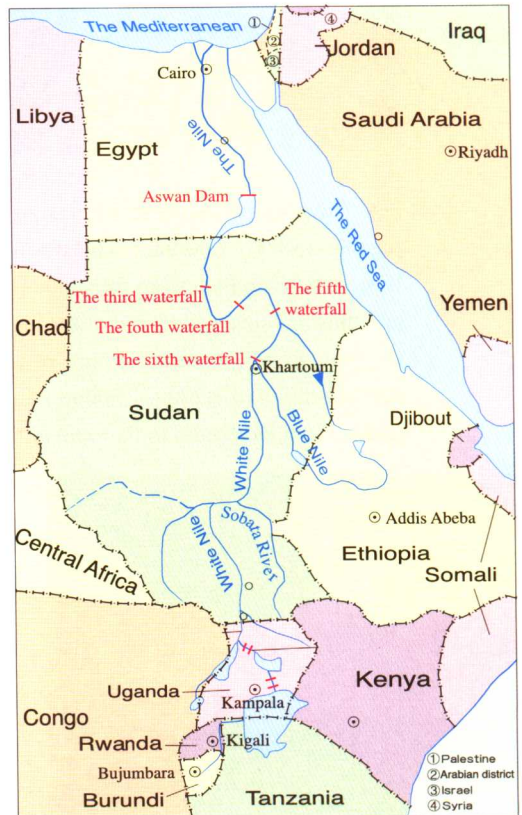 The Mediterranean
①
②
③
④
Jordan
Iraq
Cairo
Libya
Egypt
The Nile
Saudi Arabia
Riyadh
Aswan Dam
The Red Sea
The third waterfall
The fouth waterfall
The fifth
waterfall
Yemen
Chad
The sixth waterfall
Khartoum
Sudan
White Nile
Blue Nile
Djibout
Addis Abeba
Sobata River
White Nile
Central Africa
Ethiopia
Somali
Uganda
Kampala
Kenya
Congo
Rwanda
Kigali
Bujumbara
Burundi
Tanzania
①Palestine
②Arabian district
③Israel
④Syria